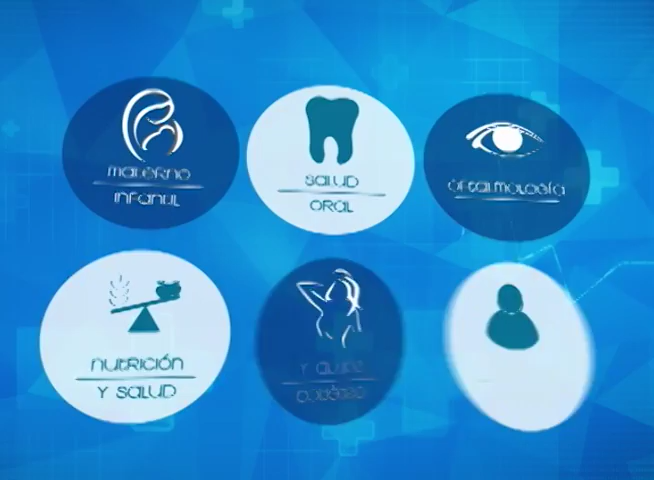 materno
infantil
salud
oral
oftalmología
nutrición
y salud